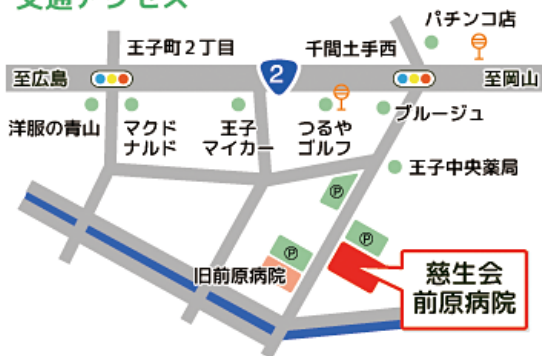 交通アクセス
パチンコ店
王子町2丁目
千間土手西
至広島
2
至岡山
洋服の青山
マクド
ナルド
王子
マイカー
つるや
ゴルフ
ブルージュ
王子中央薬局
P
P
P
旧前原病院
慈生会
前原病院